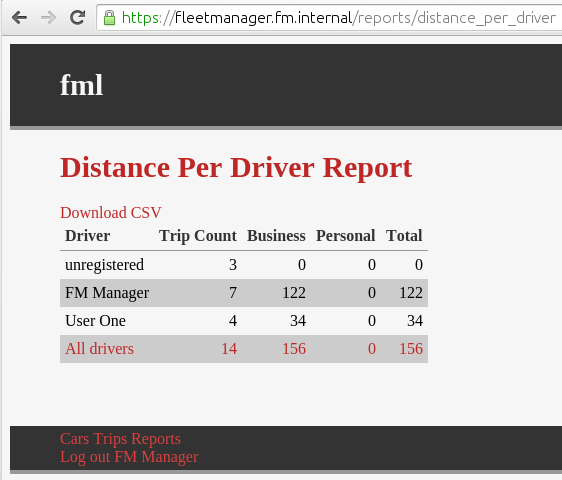 https://fleetmanager.fm.internal/reports/distance_per_driver
fml
Distance Per Driver Report
Download CSV
Driver Trip Count Business Personal Total
unregistered 3 0 0 0
FM Manager 7 122 0 122
User One 4 34 0 34
All drivers 14 156 0 156
Cars Trips Reports
Log out FM Manager